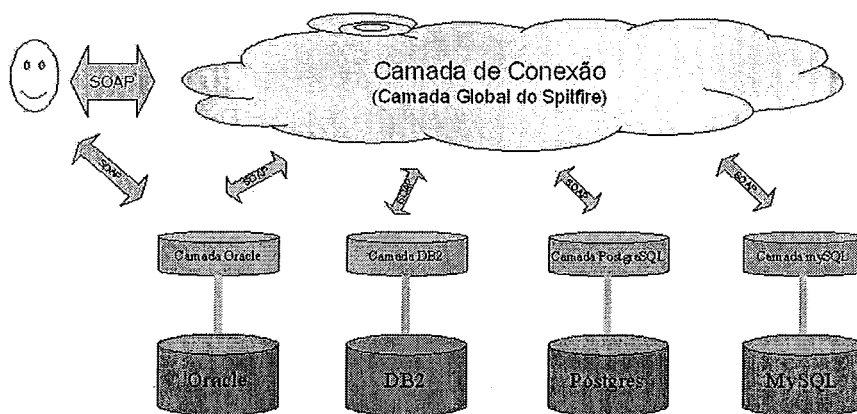 SOAP
Camada de Conexão
(Camada Global do Spitfire)
SOAP
SOAP
SOAP
SOAP
SOAP
Camada Oracle
Camada DB2
Camada PostgreSQL
Camada mySQL
Oracle
DB2
Postgres
MySQL